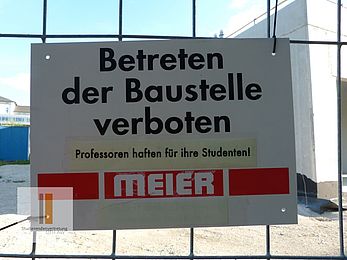 Betreten
der Baustelle
verboten
Professoren haften für ihre Studenten!
MEIER